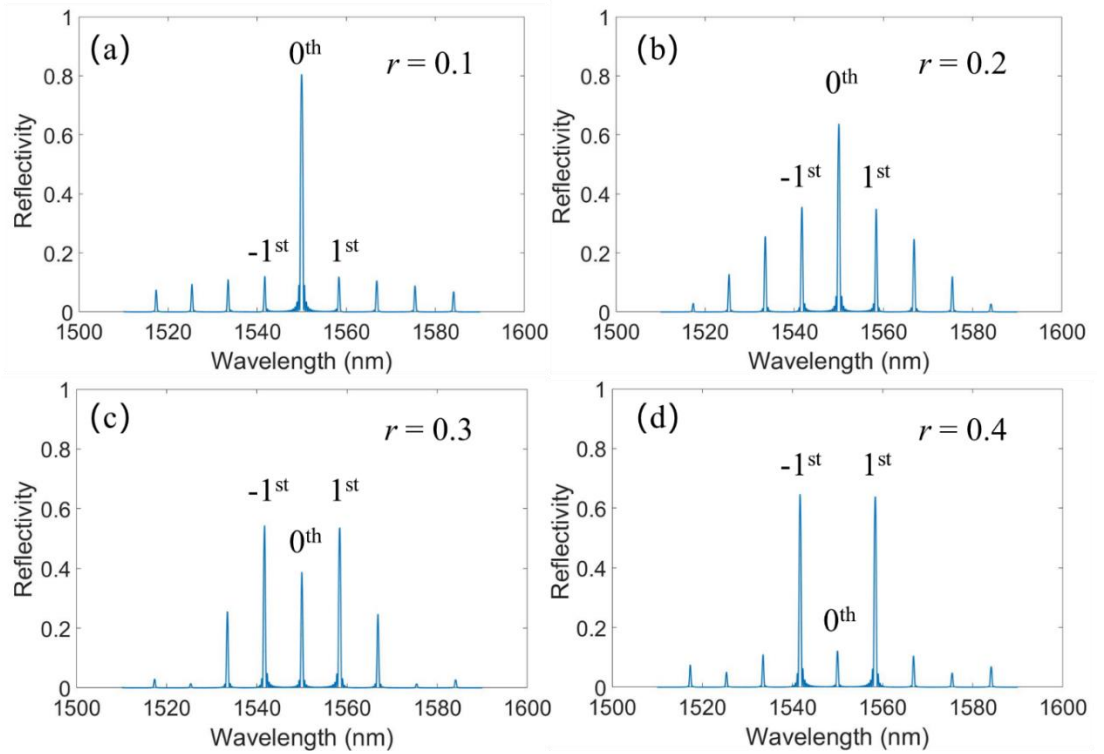 (a)
r = 0.1
0th
-1st
1st
Reflectivity
1
0.8
0.6
0.4
0.2
0
1500 1520 1540 1560 1580 1600
Wavelength (nm)
(b)
r = 0.2
0th
-1st
1st
Reflectivity
1
0.8
0.6
0.4
0.2
0
1500 1520 1540 1560 1580 1600
Wavelength (nm)
(c)
r = 0.3
-1st
1st
0th
Reflectivity
1
0.8
0.6
0.4
0.2
0
1500 1520 1540 1560 1580 1600
Wavelength (nm)
(d)
r = 0.4
-1st
1st
0th
Reflectivity
1
0.8
0.6
0.4
0.2
0
1500 1520 1540 1560 1580 1600
Wavelength (nm)